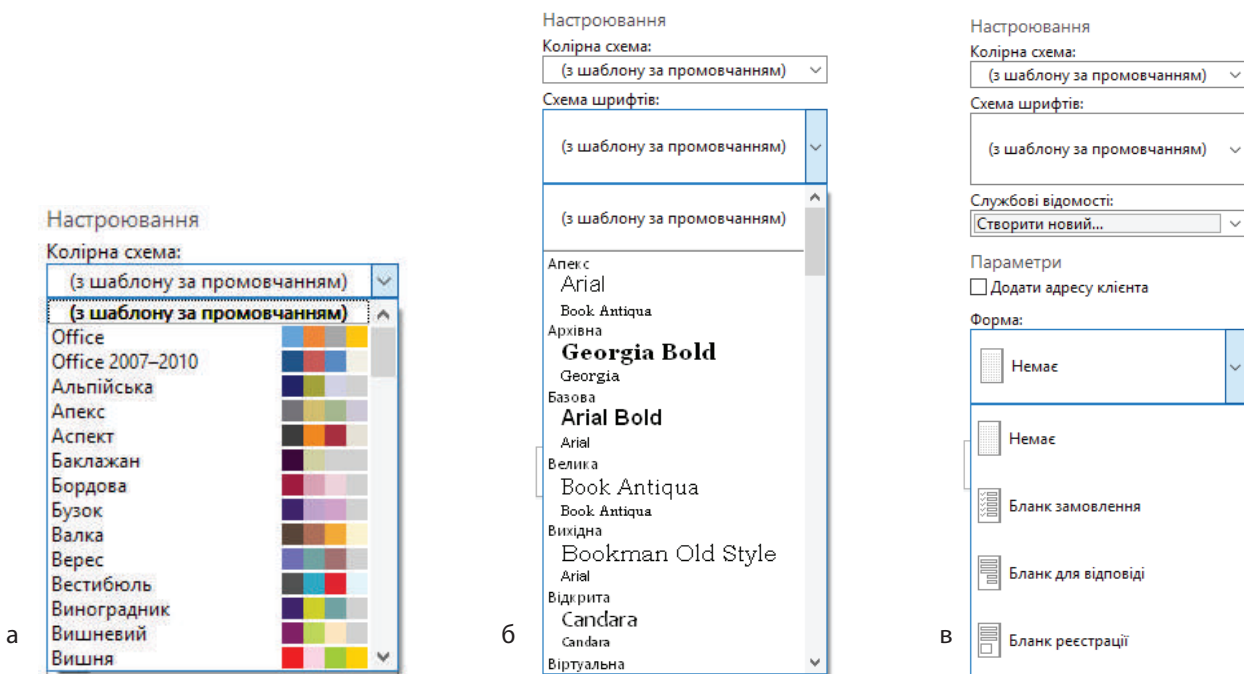 Настроювання
Колірна схема:
(з шаблону за промовчанням)
(з шаблону за промовчанням)
Office
Office 2007–2010
Альпійська
Апекс
Аспект
Баклажан
Бордова
Бузок
Валка
Верес
Вестибюль
Виноградник
Вишневий
Вишня
а
Настроювання
Колірна схема:
(з шаблону за промовчанням)
Схема шрифтів:
(з шаблону за промовчанням)
(з шаблону за промовчанням)
Апекс
Arial
Book Antiqua
Архівна
Georgia Bold
Georgia
Базова
Arial Bold
Arial
Велика
Book Antiqua
Book Antiqua
Вихідна
Bookman Old Style
Arial
Відкрита
Candara
Candara
Віртуальна
б
Настроювання
Колірна схема:
(з шаблону за промовчанням)
Схема шрифтів:
(з шаблону за промовчанням)
Службові відомості:
Створити новий...
Параметри
Додати адресу клієнта
Форма:
Немає
Немає
Бланк замовлення
Бланк для відповіді
Бланк реєстрації
в